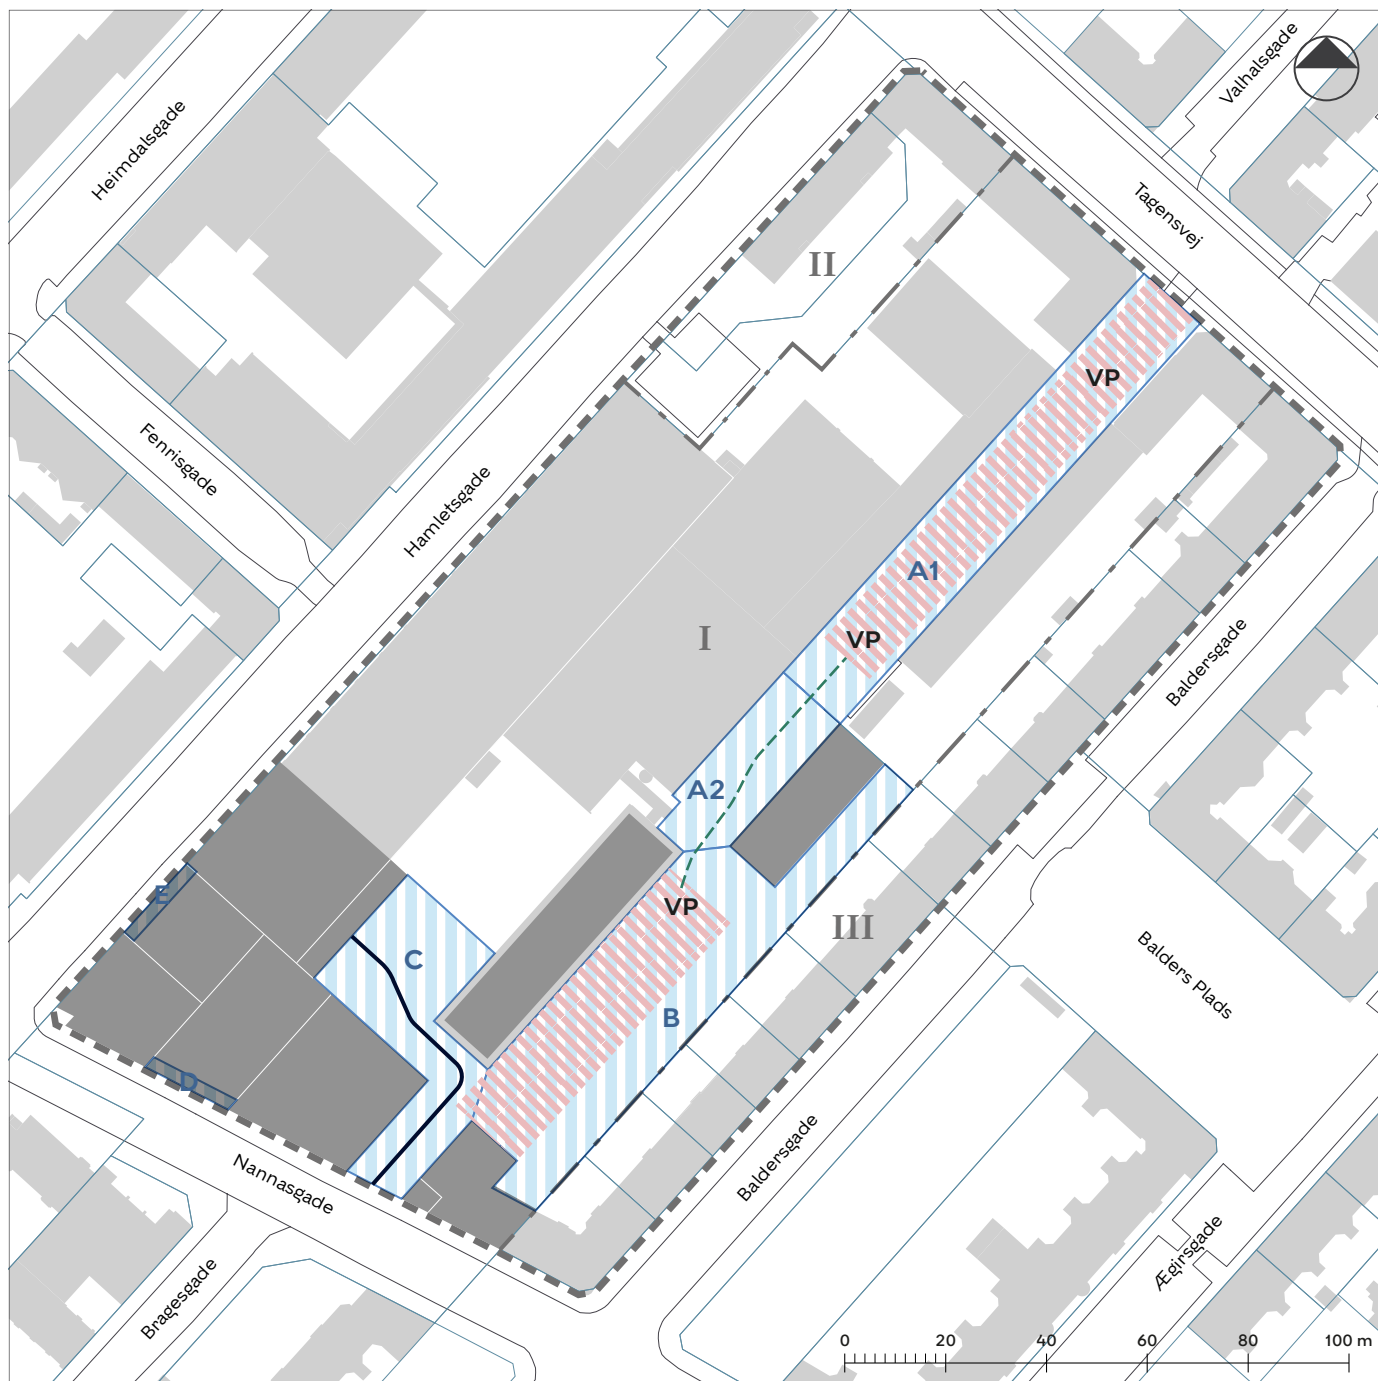 Valhalsgade
Heimdalsgade
Tagensvej
II
VP
Fenrisgade
Hamletsgade
A1
I
VP
Baldersgade
A2
E
VP
III
C
Balders Plads
B
D
Nannasgade
Baldersgade
Ægirsgade
Bragesgade
0 20 40 60 80 100 m